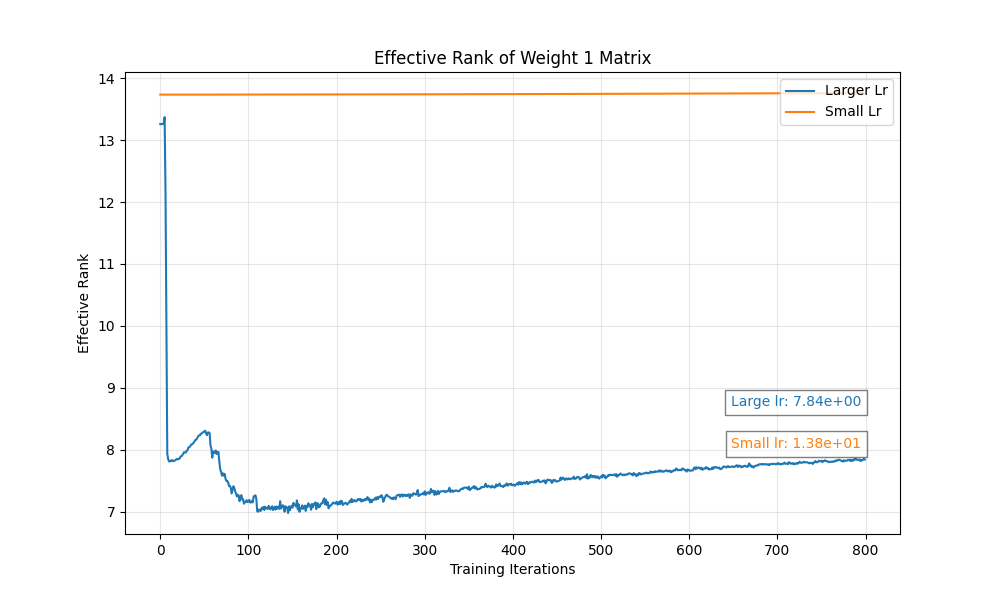 Effective Rank of Weight 1 Matrix
Larger Lr
Small Lr
Effective Rank
14
13
12
11
10
9
8
7
Large lr: 7.84e+00
Small lr: 1.38e+01
0 100 200 300 400 500 600 700 800
Training Iterations